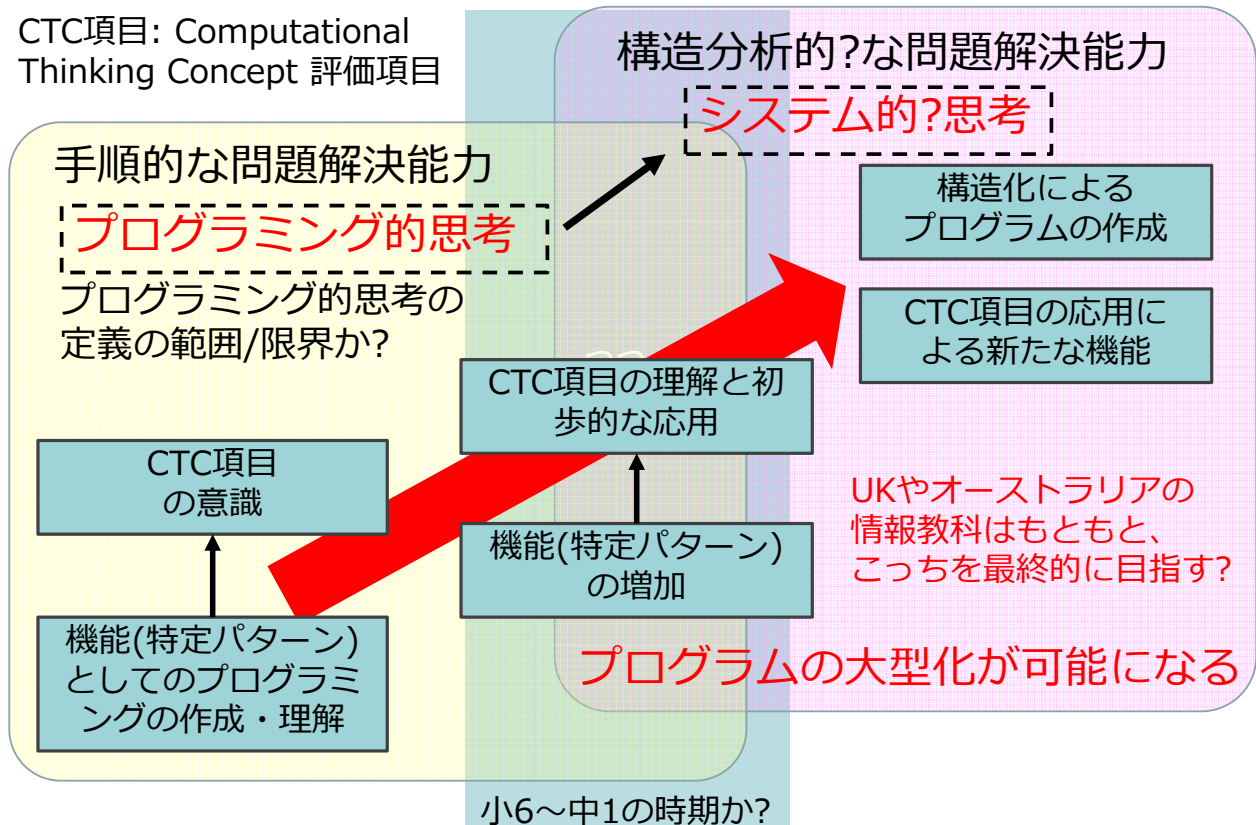 CTC項目: Computational
Thinking Concept 評価項目
構造分析的?な問題解決能力
システム的?思考
手順的な問題解決能力
プログラミング的思考
プログラミング的思考の
定義の範囲/限界か?
構造化による
プログラムの作成
CTC項目の応用に
よる新たな機能
CTC項目の理解と初
歩的な応用
CTC項目
の意識
機能(特定パターン)
の増加
UKやオーストラリアの
情報教科はもともと、
こっちを最終的に目指す?
機能(特定パターン)
としてのプログラミ
ングの作成・理解
プログラムの大型化が可能になる
小6～中1の時期か?